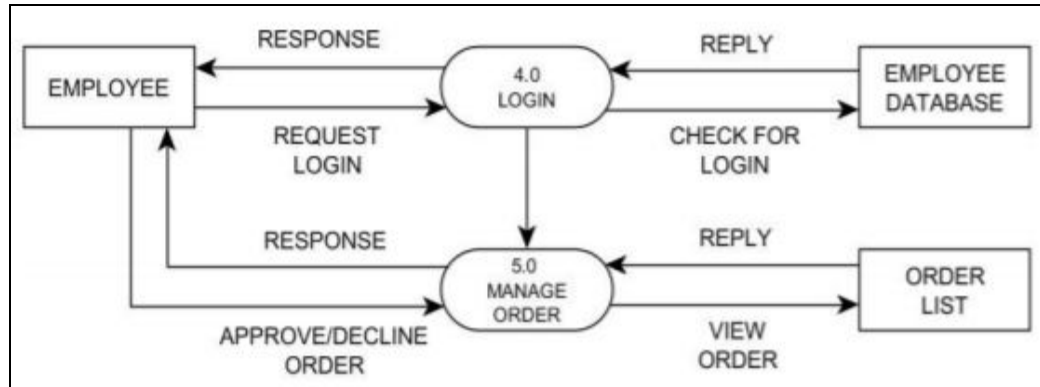 RESPONSE
REPLY
EMPLOYEE
4.0
LOGIN
EMPLOYEE
DATABASE
REQUEST
LOGIN
CHECK FOR
LOGIN
RESPONSE
REPLY
5.0
MANAGE
ORDER
ORDER
LIST
APPROVE/DECLINE
ORDER
VIEW
ORDER